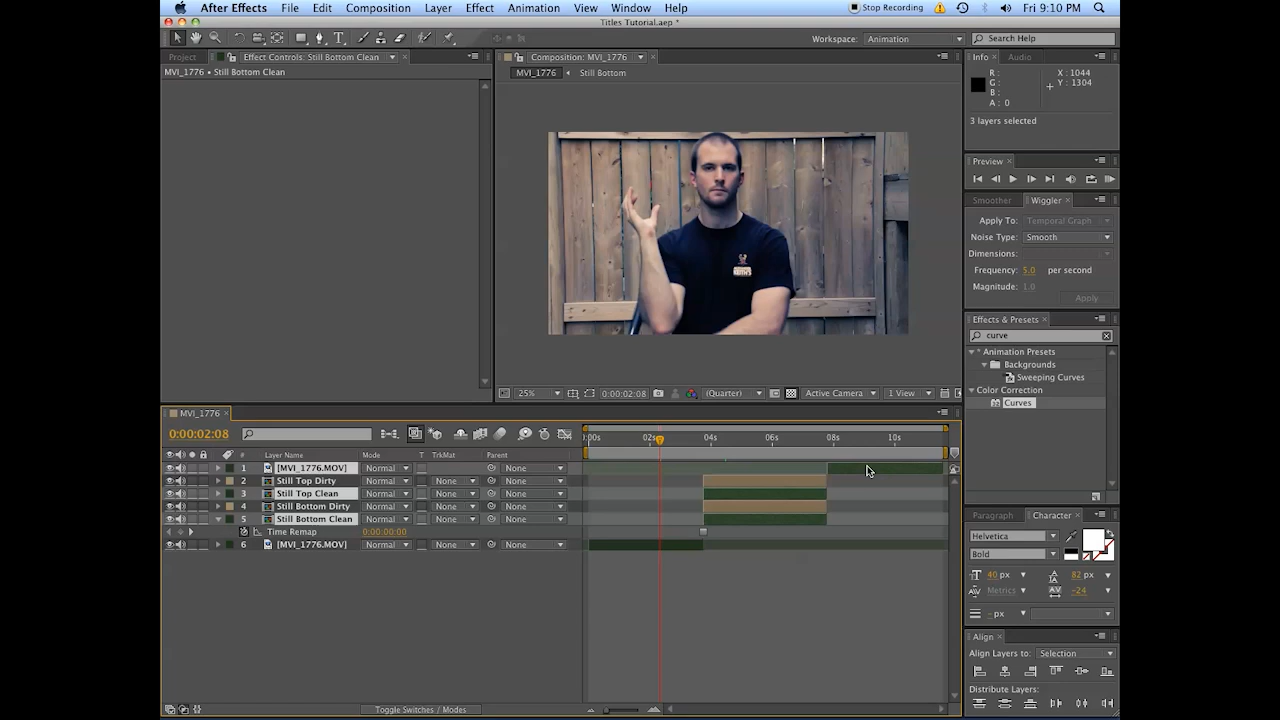 After Effects File Edit Composition Layer Effect Animation View Window Help Stop Recording Fri 9:10 PM
Titles Tutorial.aep *
Workspace: Animation Search Help
Project Effect Controls: Still Bottom Clean Composition: MVI_1776 Info Audio
MVI_1776 • Still Bottom Clean MVI_1776 Still Bottom
R: X: 1044
G: Y: 1304
B:
A: 0
3 layers selected
Preview
Smoother Wiggler
Apply To: Temporal Graph
Noise Type: Smooth
Dimensions:
Frequency: 5.0 per second
Magnitude: 1.0
Apply
Effects & Presets
curve
* Animation Presets
Backgrounds
Sweeping Curves
Color Correction
Curves
25% 0:00:02:08 (Quarter) Active Camera 1 View
MVI_1776
0:00:02:08 :00s 02s 04s 06s 08s 10s
# Layer Name Mode T TrkMat Parent
1 [MVI_1776.MOV] Normal None
2 Still Top Dirty Normal None None
3 Still Top Clean Normal None None
4 Still Bottom Dirty Normal None None
5 Still Bottom Clean Normal None None
Time Remap 0:00:00:00
6 [MVI_1776.MOV] Normal None None
Paragraph Character
Helvetica
Bold
40 px 82 px
Metrics -24
- px
Align
Align Layers to: Selection
Distribute Layers:
Toggle Switches / Modes